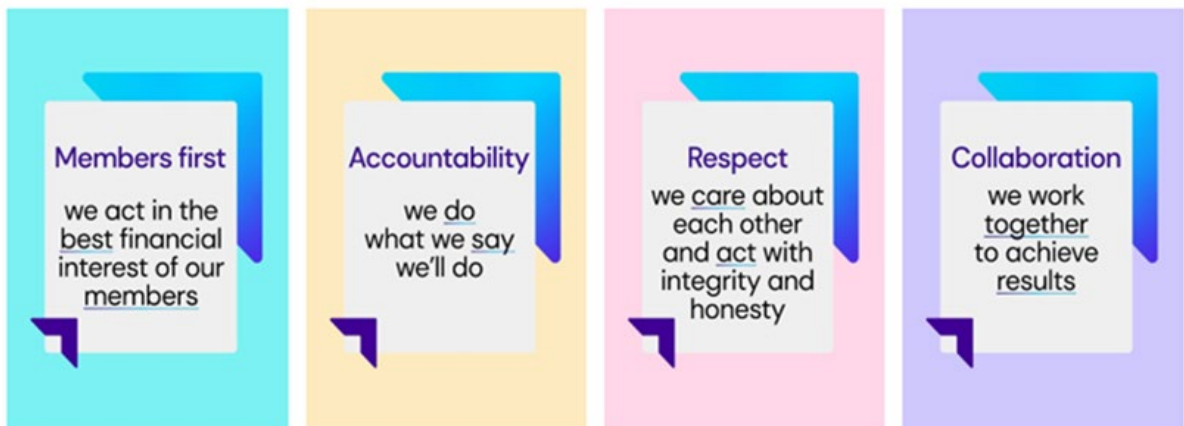 Members first
we act in the
best financial
interest of our
members
Accountability
we do
what we say
we'll do
Respect
we care about
each other
and act with
integrity and
honesty
Collaboration
we work
together
to achieve
results